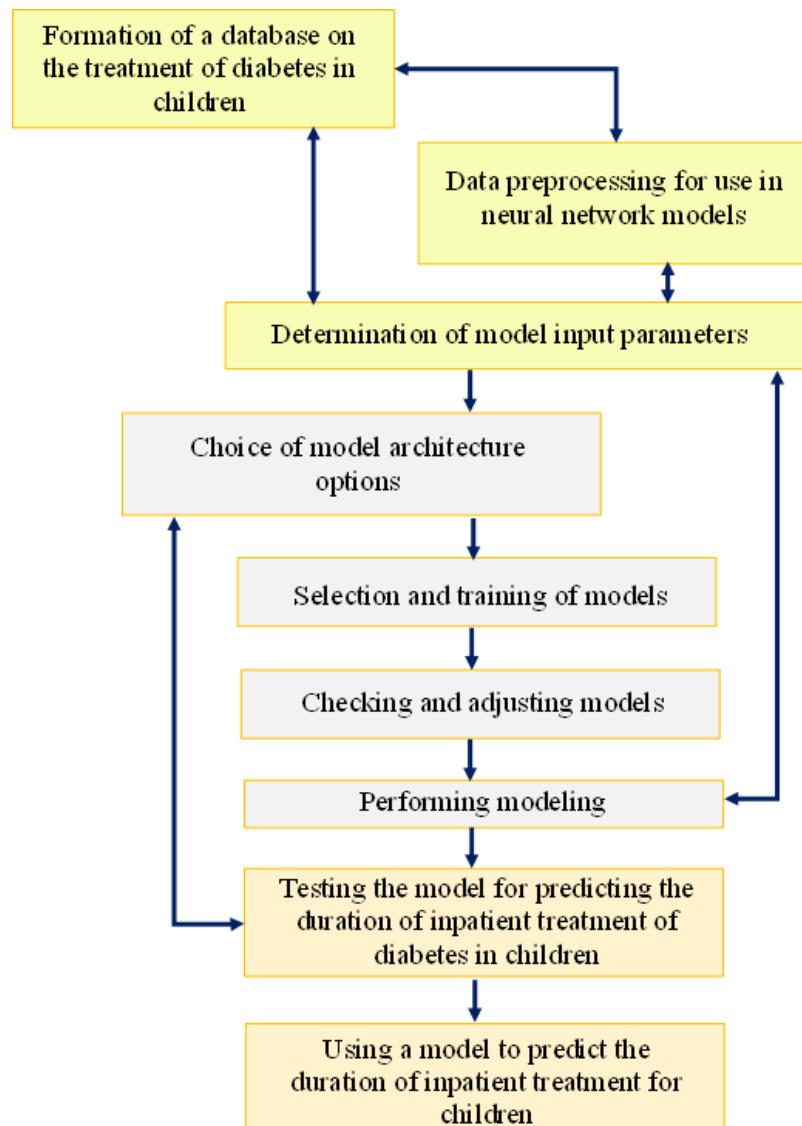 Formation of a database on
the treatment of diabetes in
children
Data preprocessing for use in
neural network models
Determination of model input parameters
Choice of model architecture
options
Selection and training of models
Checking and adjusting models
Performing modeling
Testing the model for predicting the
duration of inpatient treatment of
diabetes in children
Using a model to predict the
duration of inpatient treatment for
children